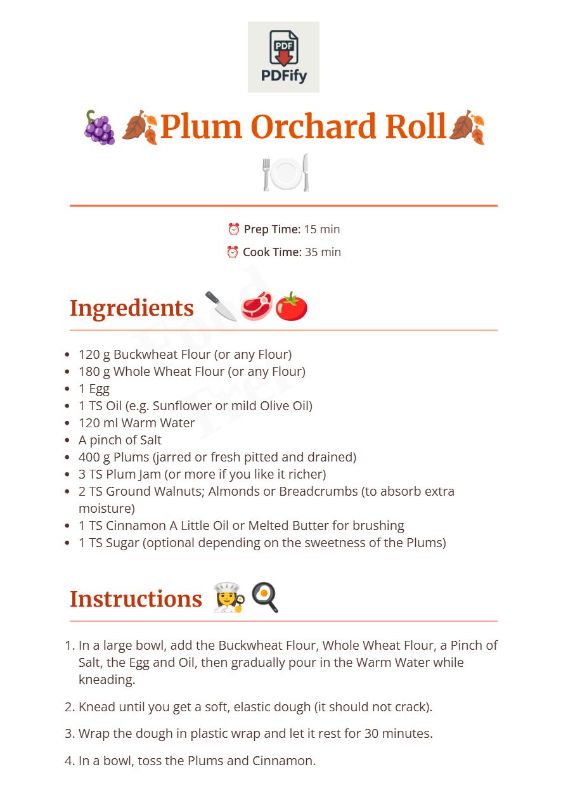 PDF
PDFify
Plum Orchard Roll
Prep Time: 15 min
Cook Time: 35 min
Ingredients
120 g Buckwheat Flour (or any Flour)
180 g Whole Wheat Flour (or any Flour)
1 Egg
1 TS Oil (e.g. Sunflower or mild Olive Oil)
120 ml Warm Water
A pinch of Salt
400 g Plums (jarred or fresh pitted and drained)
3 TS Plum Jam (or more if you like it richer)
2 TS Ground Walnuts; Almonds or Breadcrumbs (to absorb extra
moisture)
1 TS Cinnamon A Little Oil or Melted Butter for brushing
1 TS Sugar (optional depending on the sweetness of the Plums)
Instructions
1. In a large bowl, add the Buckwheat Flour, Whole Wheat Flour, a Pinch of
Salt, the Egg and Oil, then gradually pour in the Warm Water while
kneading.
2. Knead until you get a soft, elastic dough (it should not crack).
3. Wrap the dough in plastic wrap and let it rest for 30 minutes.
4. In a bowl, toss the Plums and Cinnamon.